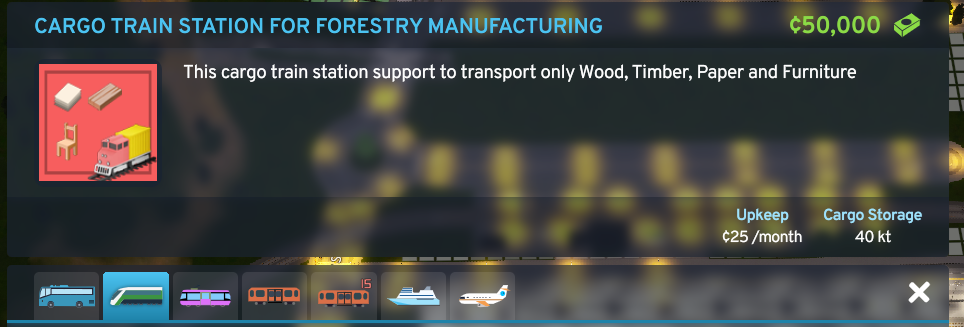 CARGO TRAIN STATION FOR FORESTRY MANUFACTURING
₵50,000
This cargo train station support to transport only Wood, Timber, Paper and Furniture
Upkeep
₵25 /month
Cargo Storage
40 kt
15